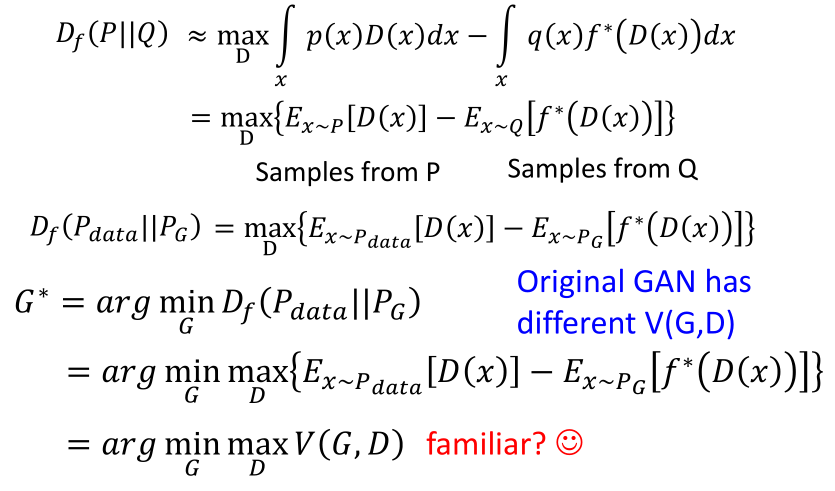 D_f(P||Q) ≈ max_D ∫_x p(x)D(x)dx − ∫_x q(x)f*(D(x))dx
= max_D{E_{x~P}[D(x)] − E_{x~Q}[f*(D(x))]}
Samples from P Samples from Q
D_f(P_data||P_G) = max_D{E_{x~P_data}[D(x)] − E_{x~P_G}[f*(D(x))]}
G* = arg min_G D_f(P_data||P_G)
Original GAN has
different V(G,D)
= arg min_G max_D{E_{x~P_data}[D(x)] − E_{x~P_G}[f*(D(x))]}
= arg min_G max_D V(G, D) familiar? ☺